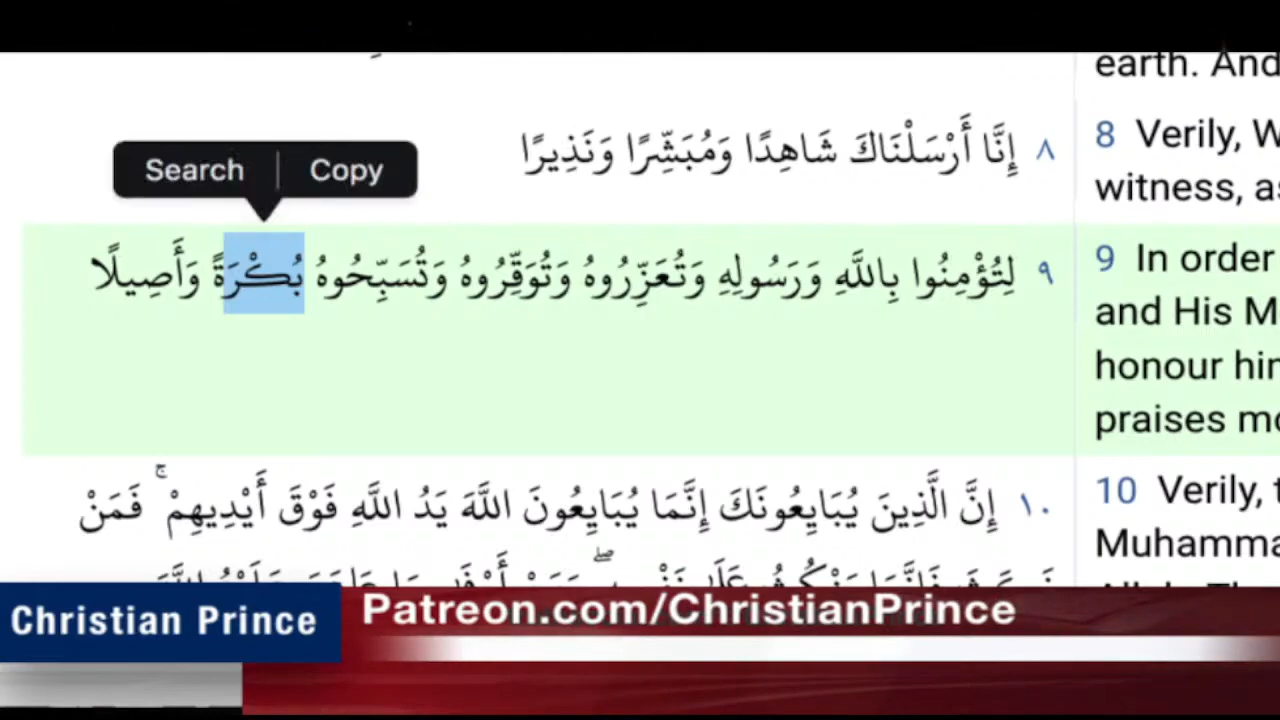 earth. And
إِنَّا أَرْسَلْنَاكَ شَاهِدًا وَمُبَشِّرًا وَنَذِيرًا ٨
8 Verily, W
witness, as
Search Copy
لِتُؤْمِنُوا بِاللَّهِ وَرَسُولِهِ وَتُعَزِّرُوهُ وَتُوَقِّرُوهُ وَتُسَبِّحُوهُ بُكْرَةً وَأَصِيلًا ٩
9 In order
and His M
honour him
praises mo
إِنَّ الَّذِينَ يُبَايِعُونَكَ إِنَّمَا يُبَايِعُونَ اللَّهَ يَدُ اللَّهِ فَوْقَ أَيْدِيهِمْ ۚ فَمَنْ ١٠
10 Verily, t
Muhamma
Christian Prince
Patreon.com/ChristianPrince